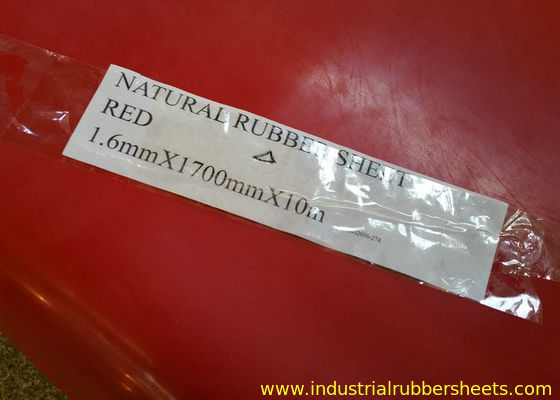 NATURAL RUBBER SHEET
RED
1.6mmX1700mmX10m
www.industrialrubbersheets.com